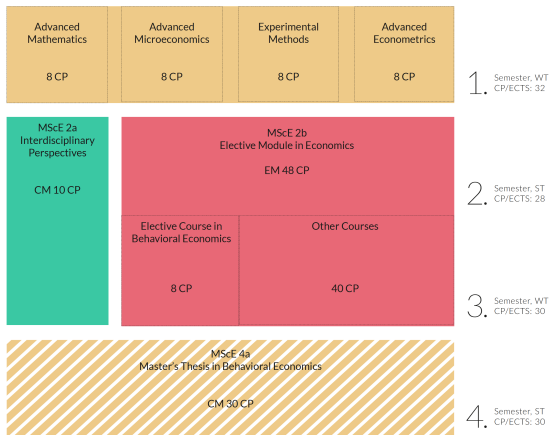 Advanced
Mathematics
8 CP
Advanced
Microeconomics
8 CP
Experimental
Methods
8 CP
Advanced
Econometrics
8 CP
1. Semester, WT
CP/ECTS: 32
MScE 2a
Interdisciplinary
Perspectives
CM 10 CP
MScE 2b
Elective Module in Economics
EM 48 CP
2. Semester, ST
CP/ECTS: 28
Elective Course in
Behavioral Economics
8 CP
Other Courses
40 CP
3. Semester, WT
CP/ECTS: 30
MScE 4a
Master's Thesis in Behavioral Economics
CM 30 CP
4. Semester, ST
CP/ECTS: 30